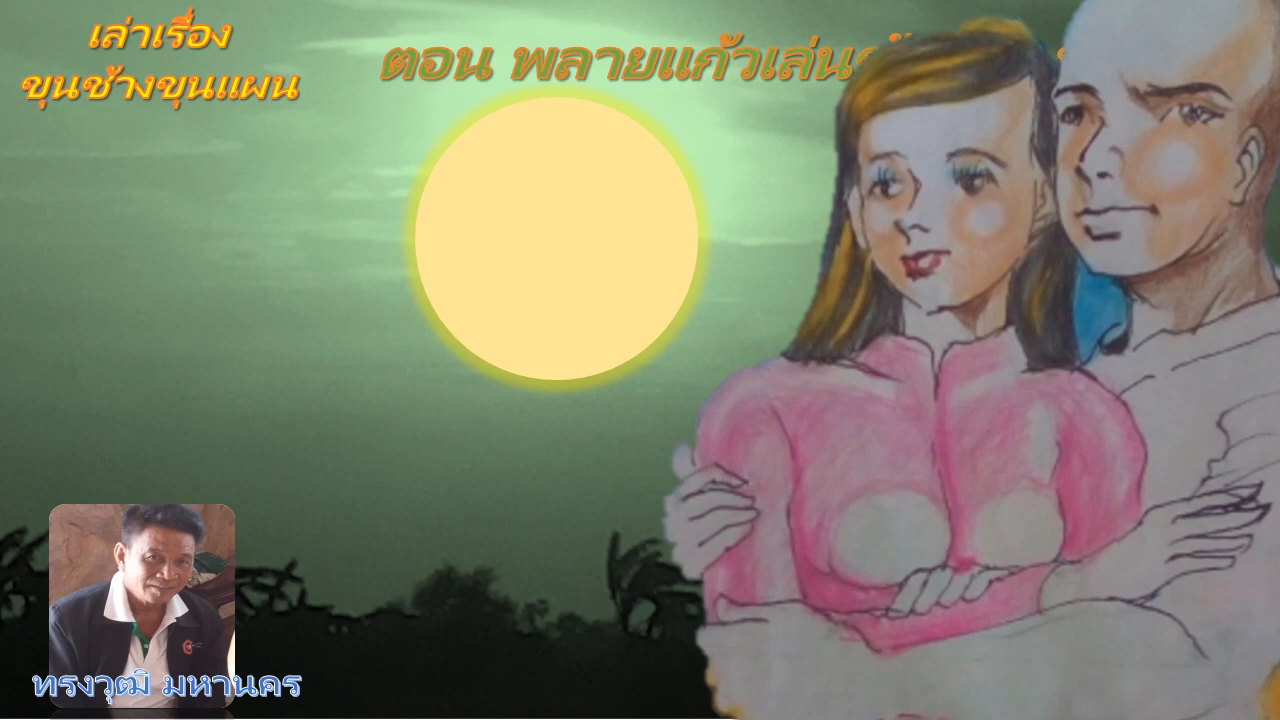 เล่าเรื่อง
ขุนช้างขุนแผน
ตอน พลายแก้วเล่น
ทรงวุฒิ มหานคร